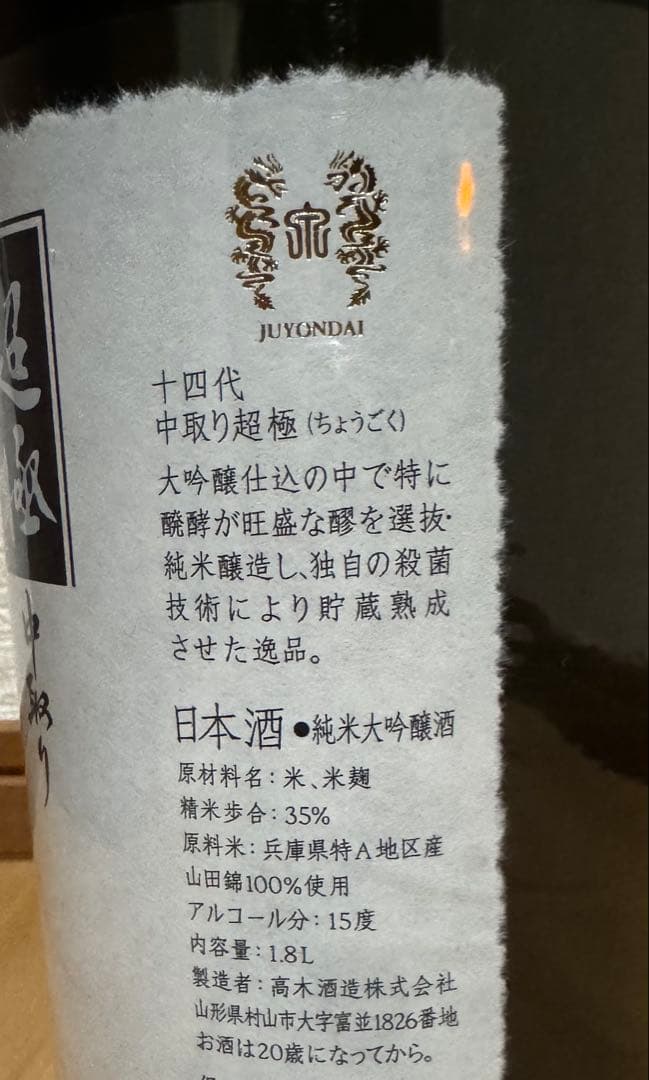 JUYONDAI
十四代
中取り超極(ちょうごく)
大吟醸仕込の中で特に
醗酵が旺盛な醪を選抜・
純米醸造し、独自の殺菌
技術により貯蔵熟成
させた逸品。
日本酒●純米大吟醸酒
原材料名：米、米麹
精米歩合：35%
原料米：兵庫県特A地区産
山田錦100%使用
アルコール分：15度
内容量：1.8L
製造者：高木酒造株式会社
山形県村山市大字富並1826番地
お酒は20歳になってから。
超極
中取り